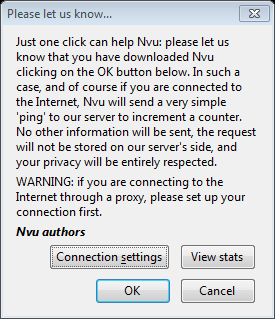 Please let us know...
Just one click can help Nvu: please let us
know that you have downloaded Nvu
clicking on the OK button below. In such a
case, and of course if you are connected to
the Internet, Nvu will send a very simple
'ping' to our server to increment a counter.
No other information will be sent, the request
will not be stored on our server's side, and
your privacy will be entirely respected.
WARNING: if you are connecting to the
Internet through a proxy, please set up your
connection first.
Nvu authors
Connection settings View stats
OK Cancel